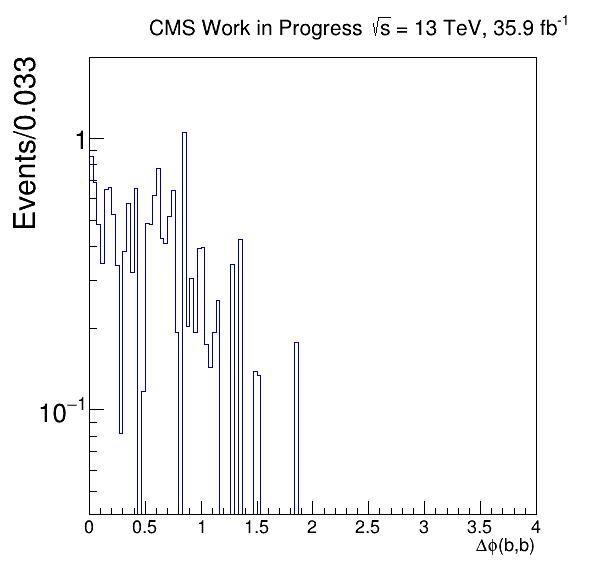 CMS Work in Progress √s = 13 TeV, 35.9 fb⁻¹
Events/0.033
1
10⁻¹
0 0.5 1 1.5 2 2.5 3 3.5 4
Δϕ(b,b)